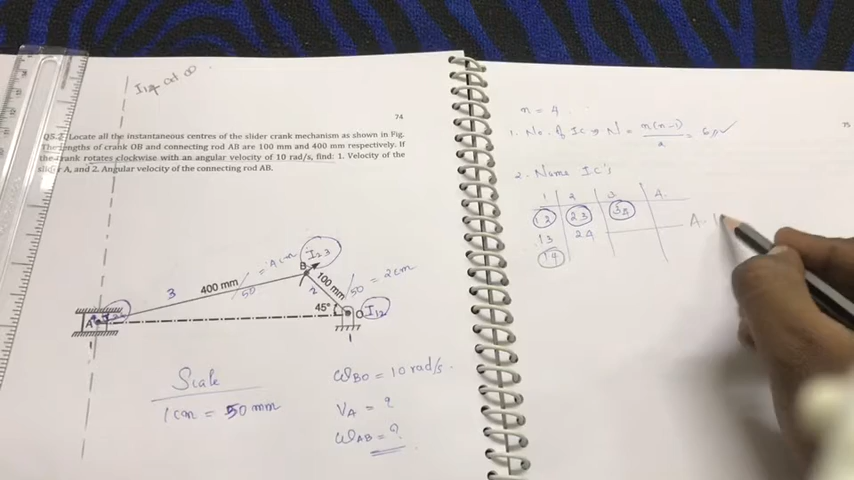 I14 at ∞
74
Q5.2 Locate all the instantaneous centres of the slider crank mechanism as shown in Fig.
The lengths of crank OB and connecting rod AB are 100 mm and 400 mm respectively. If
the crank rotates clockwise with an angular velocity of 10 rad/s, find: 1. Velocity of the
slider A, and 2. Angular velocity of the connecting rod AB.
I23
B
400 mm/50 = 4 cm
3
100 mm/50 = 2cm
2
45°
A
O
I12
Scale
1 cm = 50 mm
ωBO = 10 rad/s.
VA = ?
ωAB = ?
n = 4
1. No. of IC → N = n(n-1)/2 = 6 ✓
75
2. Name IC's
1 2 3 4
12 23 34
13 24
14